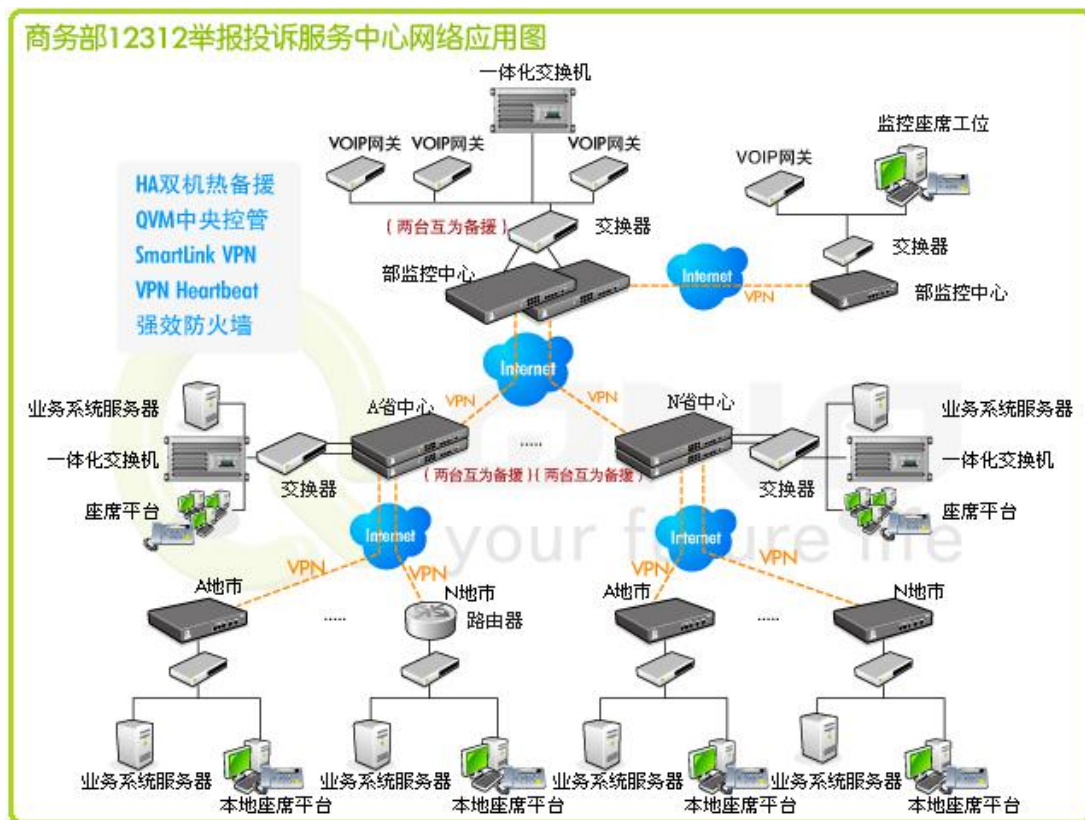 商务部12312举报投诉服务中心网络应用图
一体化交换机
VOIP网关
VOIP网关
VOIP网关
监控座席工位
VOIP网关
HA双机热备援
QVM中央控管
SmartLink VPN
VPN Heartbeat
强效防火墙
(两台互为备援)
交换器
交换器
部监控中心
Internet
VPN
部监控中心
Internet
VPN
VPN
A省中心
N省中心
业务系统服务器
业务系统服务器
一体化交换机
交换器
.....
交换器
一体化交换机
(两台互为备援)(两台互为备援)
座席平台
座席平台
Internet
Internet
your future life
VPN
VPN
VPN
VPN
A地市
N地市
A地市
N地市
.....
路由器
.....
业务系统服务器
业务系统服务器
业务系统服务器
业务系统服务器
本地座席平台
本地座席平台
本地座席平台
本地座席平台